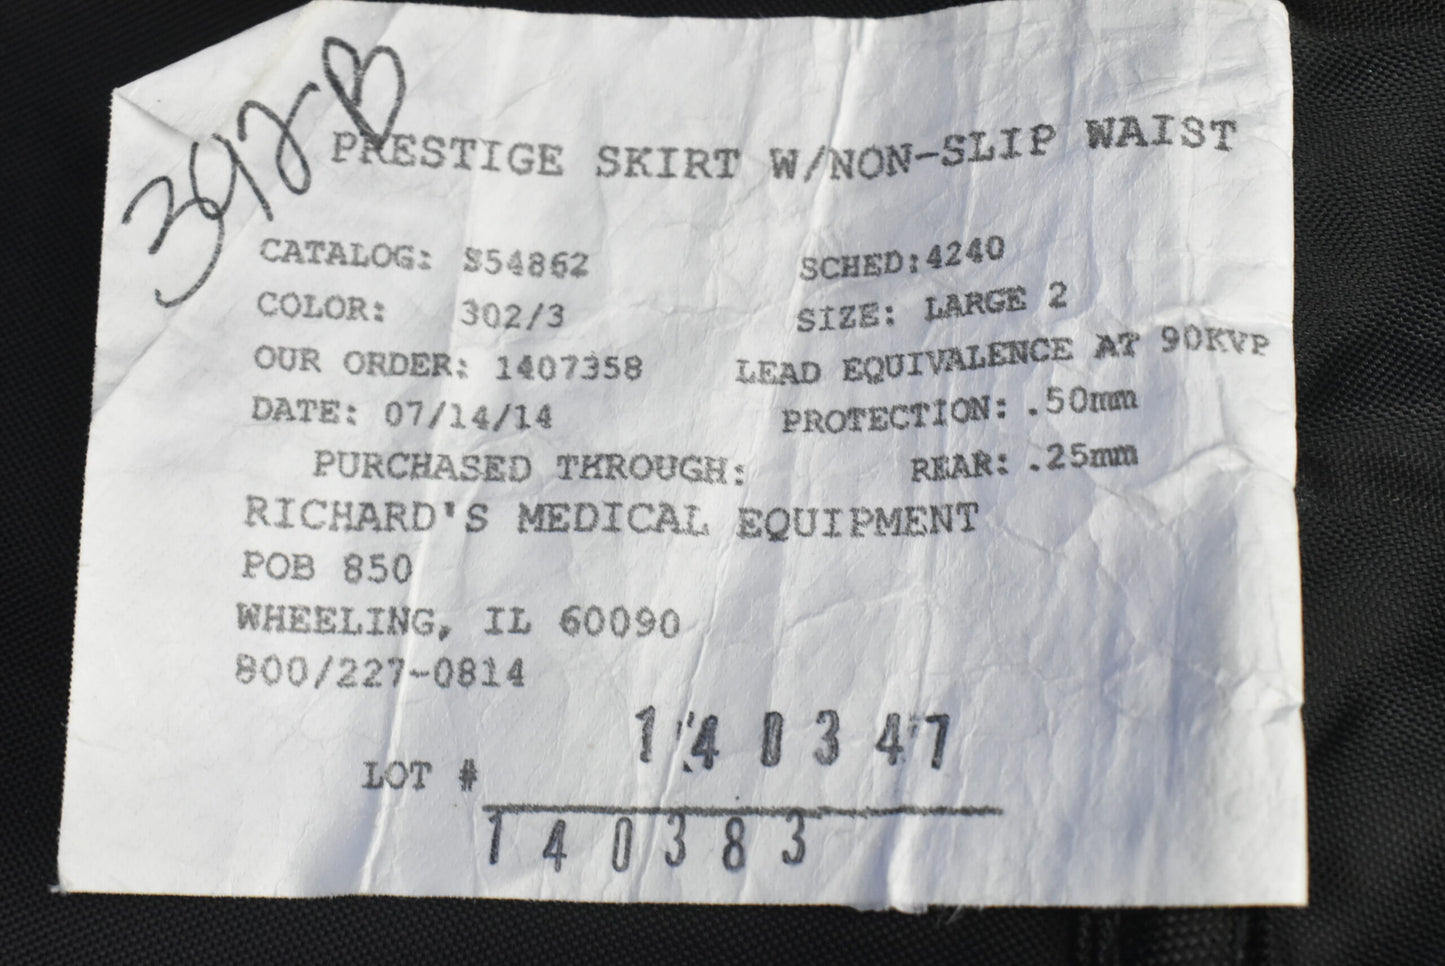 PRESTIGE SKIRT W/NON-SLIP WAIST
CATALOG: S54862 SCHED:4240
COLOR: 302/3 SIZE: LARGE 2
OUR ORDER: 1407358 LEAD EQUIVALENCE AT 90KVP
DATE: 07/14/14 PROTECTION: .50mm
PURCHASED THROUGH: REAR: .25mm
RICHARD'S MEDICAL EQUIPMENT
POB 850
WHEELING, IL 60090
800/227-0814
140347
LOT #
140383